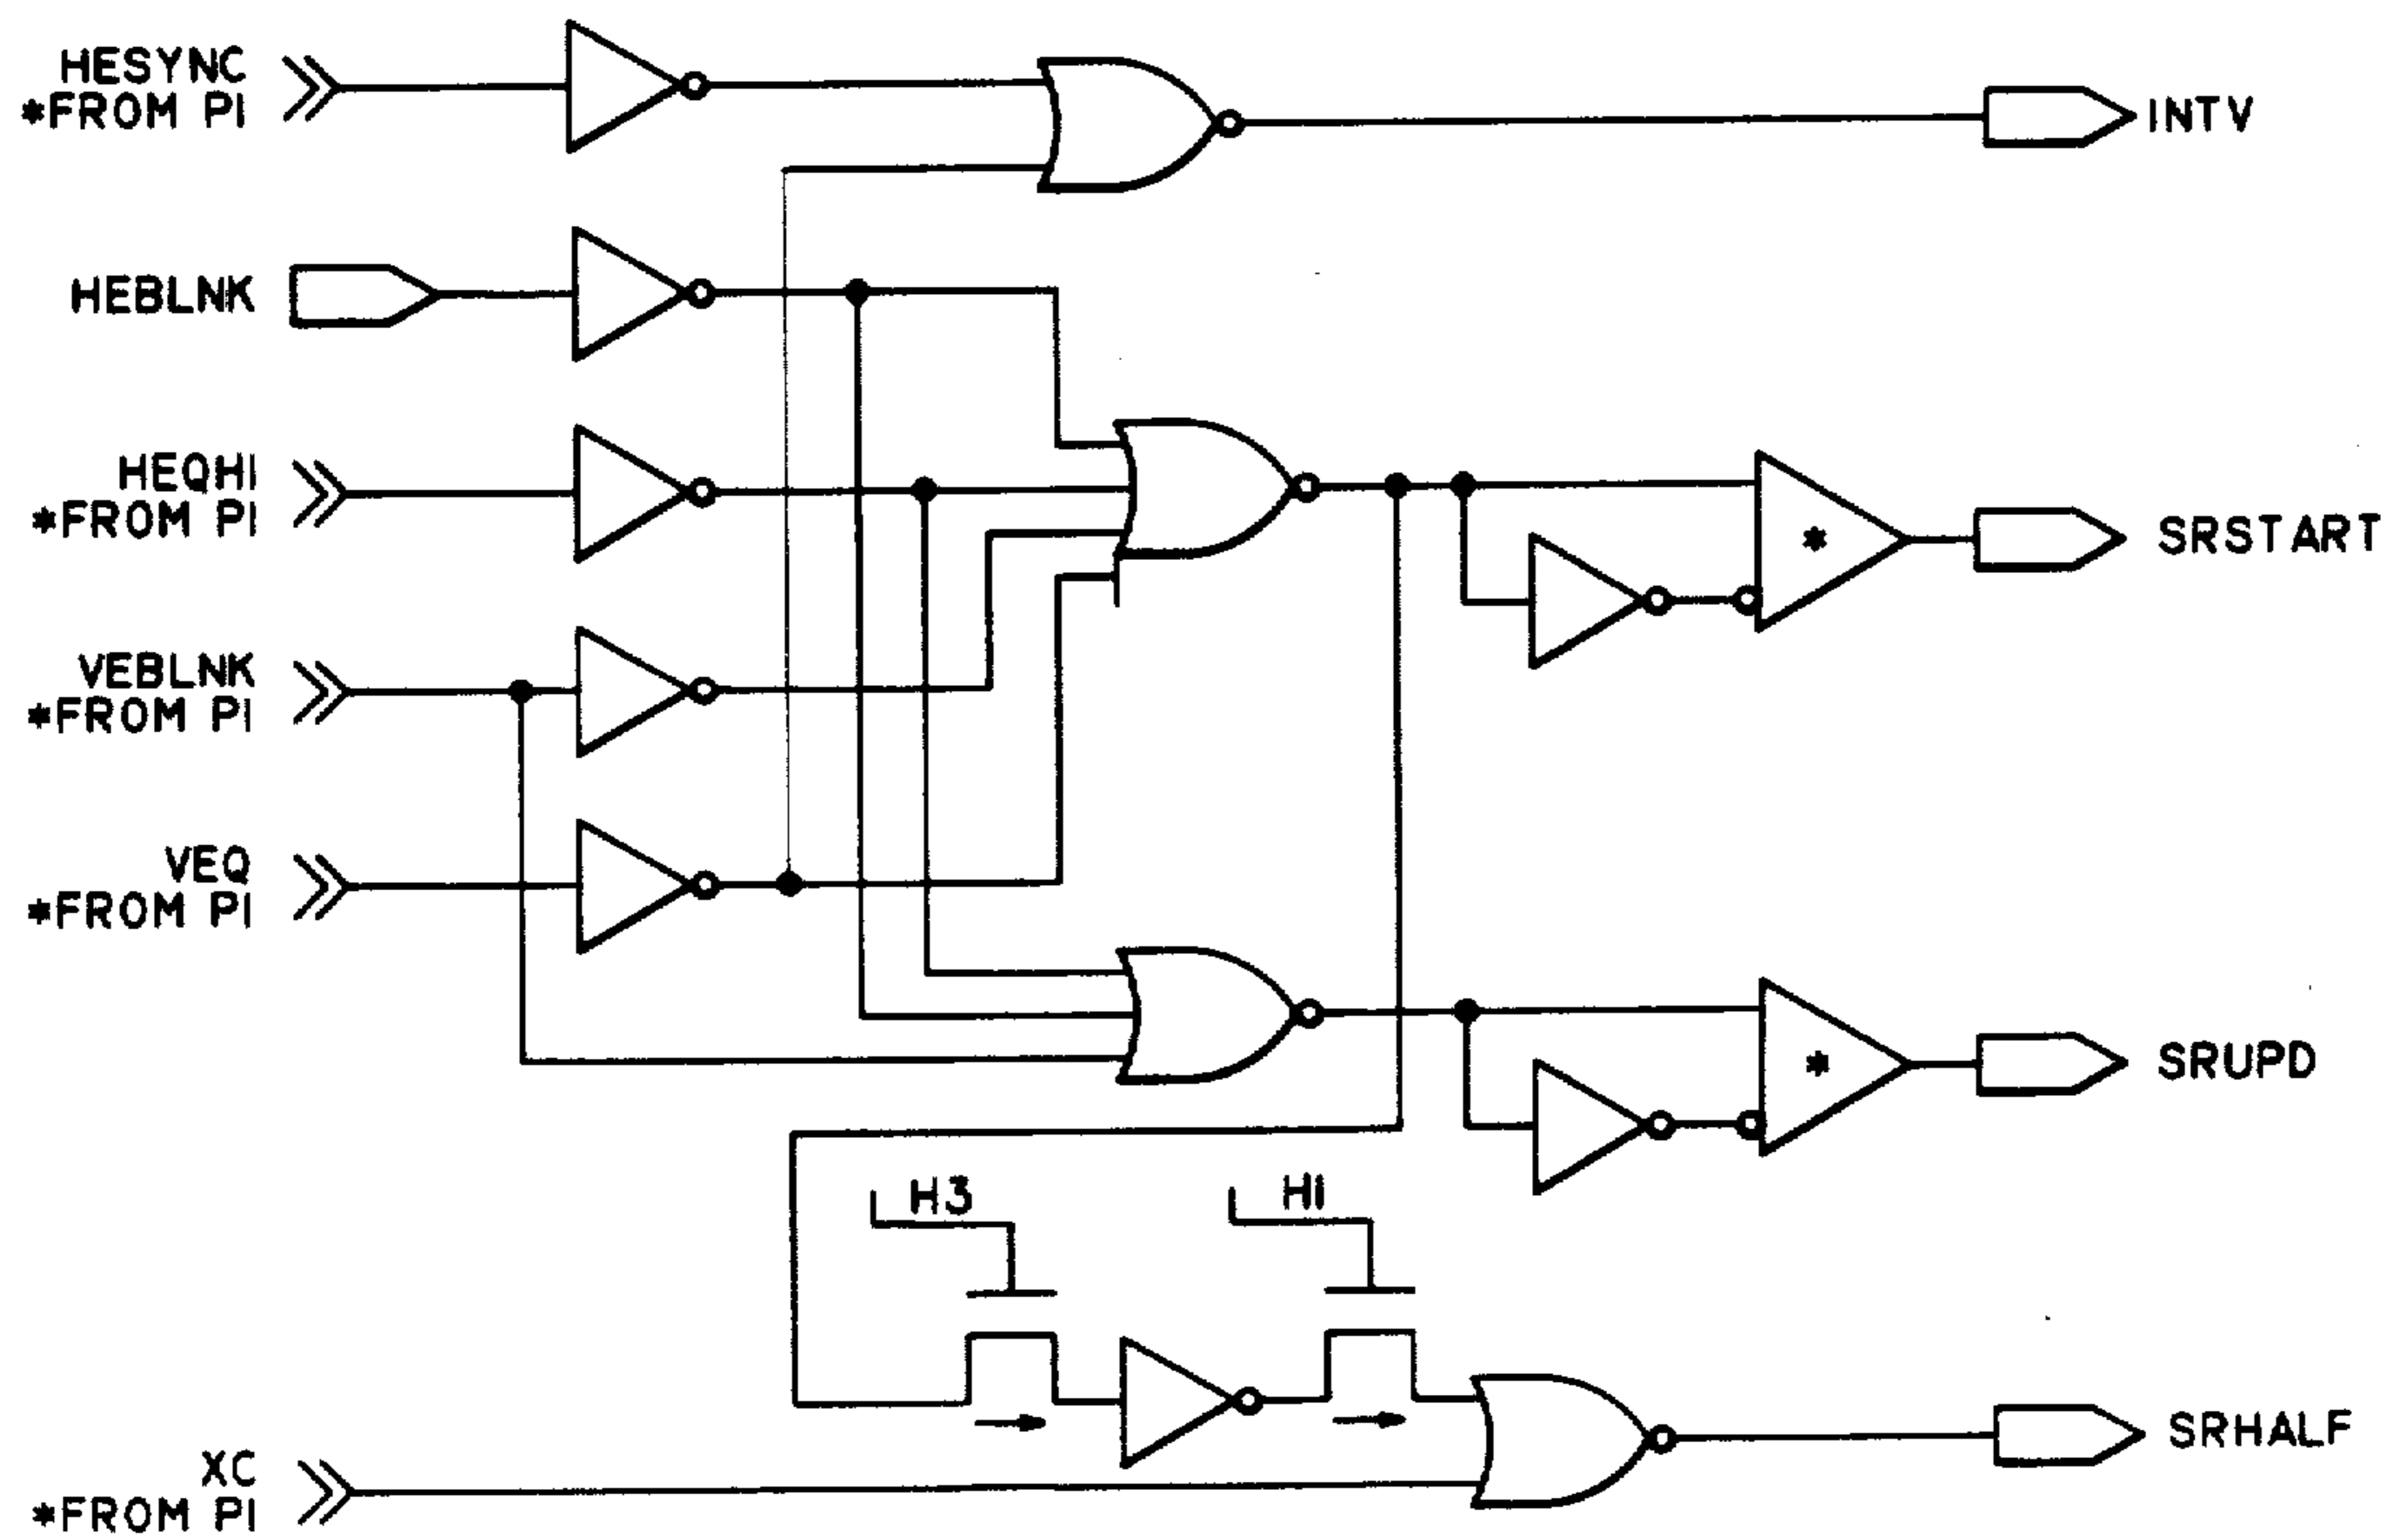 HESYNC
*FROM PI
INTV
HEBLNK
HEQHI
*FROM PI
*
SRSTART
VEBLNK
*FROM PI
VEQ
*FROM PI
*
SRUPD
H3
H1
SRHALF
XC
*FROM PI